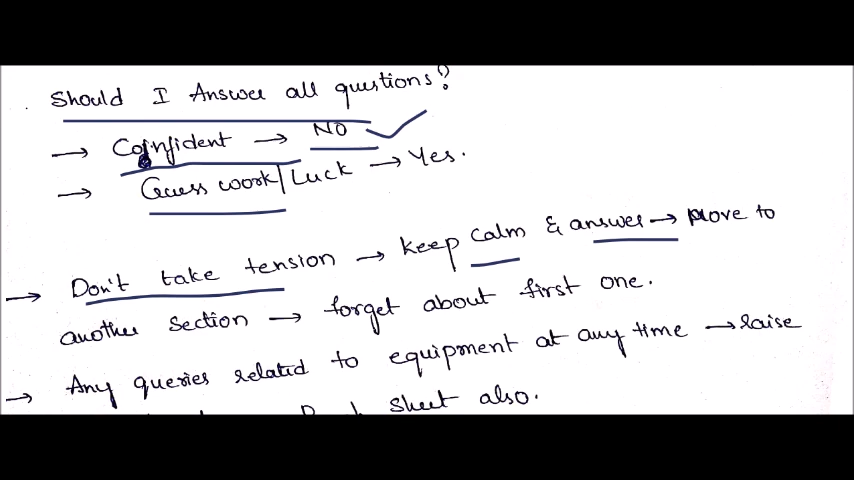 Should I Answer all questions?
→ Confident → NO ✓
→ Guess work/Luck → Yes.
→ Don't take tension → keep calm & answer → move to
another section → forget about first one.
→ Any queries related to equipment at any time → raise
sheet also.